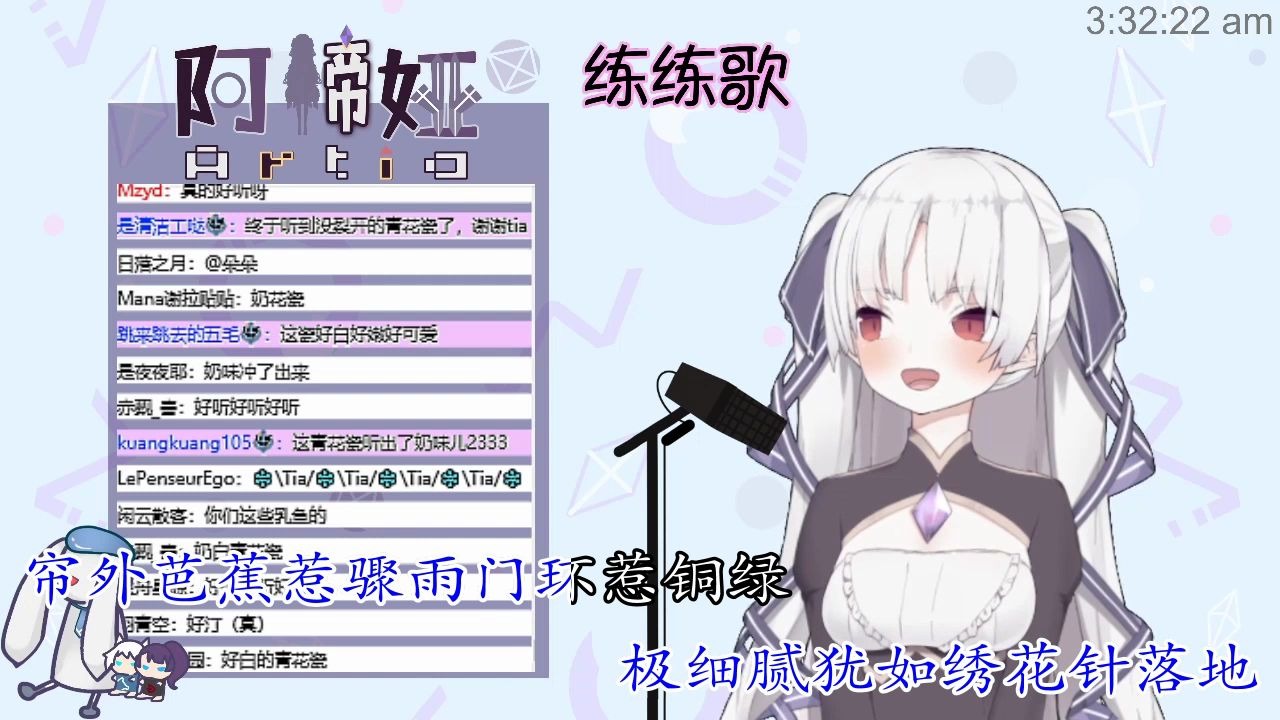 3:32:22 am
阿帝娅
Artia
练练歌
Mzyd：真的好听呀
是清洁工哒：终于听到没裂开的青花瓷了，谢谢tia
日落之月：@朵朵
Mana谢拉贴贴：奶花瓷
跳来跳去的五毛：这瓷好白好嫩好可爱
是夜夜耶：奶味冲了出来
好听好听好听
kuangkuang105：这青花瓷听出了奶味儿2333
LePenseurEgo：\Tia/\Tia/\Tia/\Tia/
闲云散客：你们这些乳鱼的
奶白青花瓷
帘外芭蕉惹骤雨门环惹铜绿
好汀（真）
好白的青花瓷
极细腻犹如绣花针落地